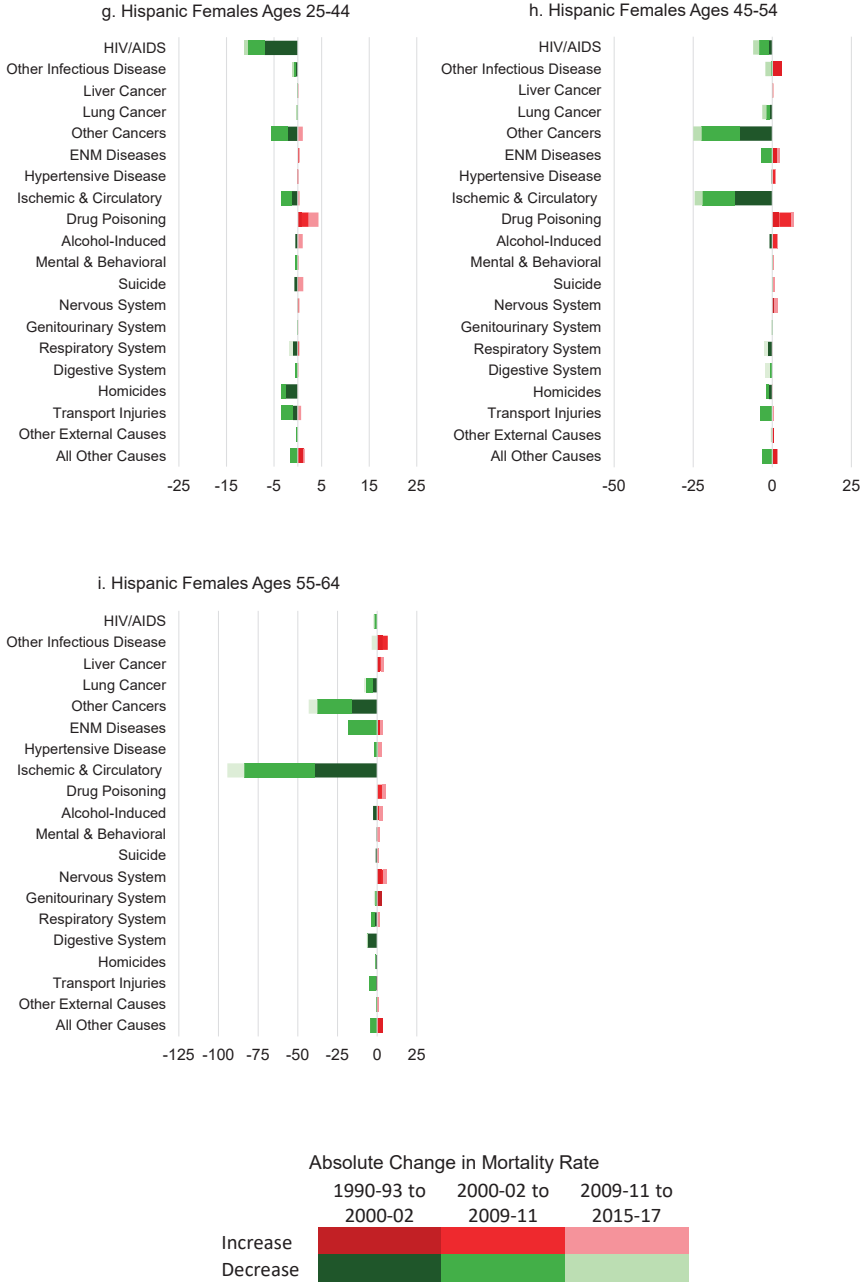 g. Hispanic Females Ages 25-44
HIV/AIDS
Other Infectious Disease
Liver Cancer
Lung Cancer
Other Cancers
ENM Diseases
Hypertensive Disease
Ischemic & Circulatory
Drug Poisoning
Alcohol-Induced
Mental & Behavioral
Suicide
Nervous System
Genitourinary System
Respiratory System
Digestive System
Homicides
Transport Injuries
Other External Causes
All Other Causes
-25 -15 -5 5 15 25
h. Hispanic Females Ages 45-54
HIV/AIDS
Other Infectious Disease
Liver Cancer
Lung Cancer
Other Cancers
ENM Diseases
Hypertensive Disease
Ischemic & Circulatory
Drug Poisoning
Alcohol-Induced
Mental & Behavioral
Suicide
Nervous System
Genitourinary System
Respiratory System
Digestive System
Homicides
Transport Injuries
Other External Causes
All Other Causes
-50 -25 0 25
i. Hispanic Females Ages 55-64
HIV/AIDS
Other Infectious Disease
Liver Cancer
Lung Cancer
Other Cancers
ENM Diseases
Hypertensive Disease
Ischemic & Circulatory
Drug Poisoning
Alcohol-Induced
Mental & Behavioral
Suicide
Nervous System
Genitourinary System
Respiratory System
Digestive System
Homicides
Transport Injuries
Other External Causes
All Other Causes
-125 -100 -75 -50 -25 0 25
Absolute Change in Mortality Rate
1990-93 to 2000-02 to 2009-11 to
2000-02 2009-11 2015-17
Increase
Decrease